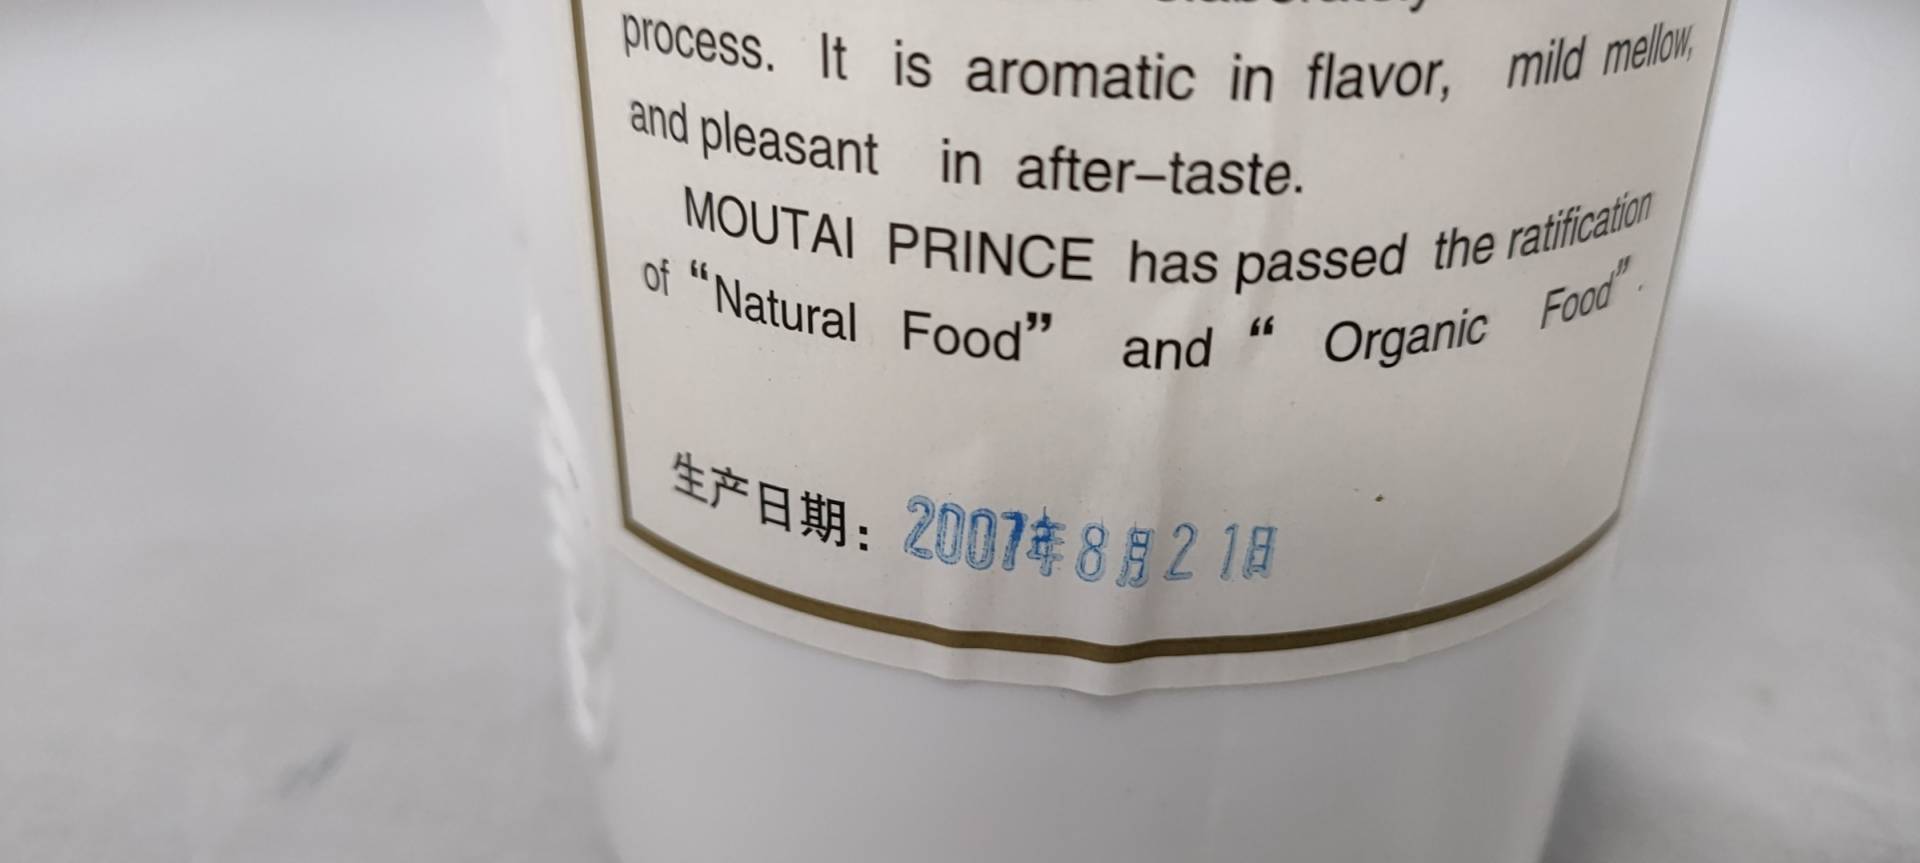 process. It is aromatic in flavor, mild mellow,
and pleasant in after–taste.
MOUTAI PRINCE has passed the ratification
of “Natural Food” and “ Organic Food”.
生产日期：2007年8月21日